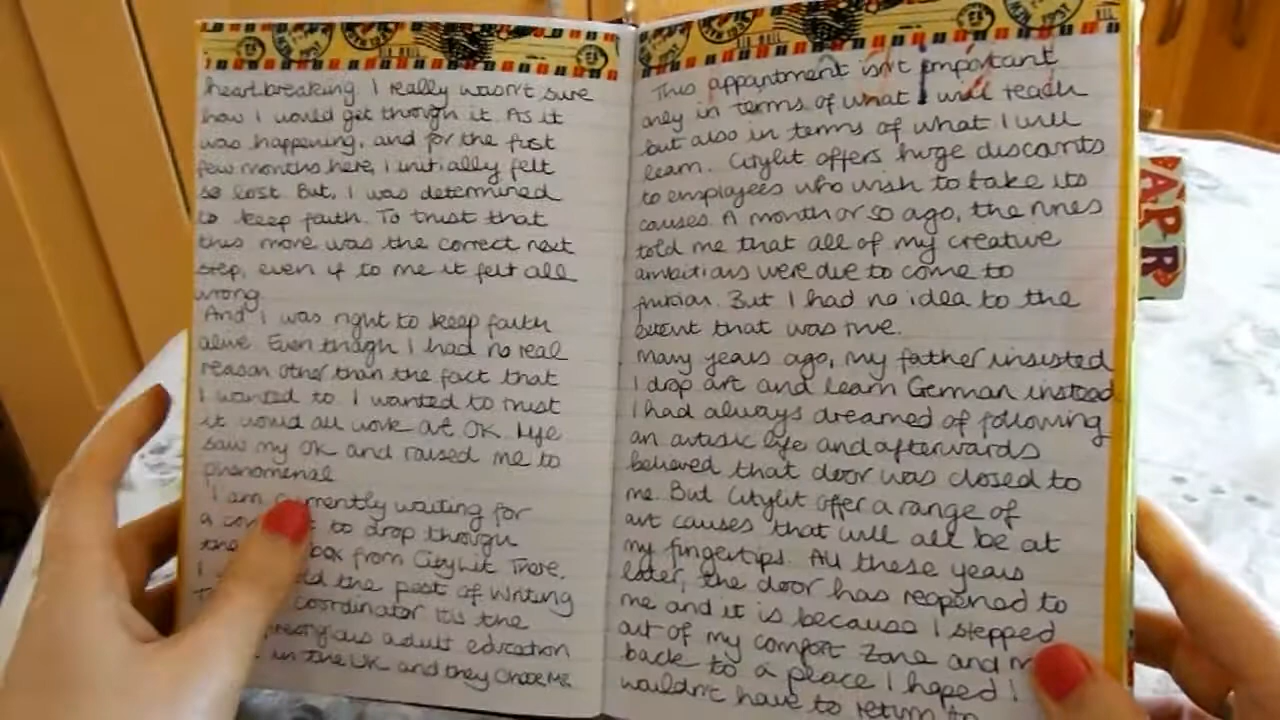 heartbreaking. I really wasn't sure
how I would get through it. As it
was happening, and for the first
few months here, I initially felt
so lost. But, I was determined
to keep faith. To trust that
this move was the correct next
step, even if to me it felt all
wrong.
And I was right to keep faith
alive. Even though I had no real
reason other than the fact that
I wanted to. I wanted to trust
it would all work out OK. Life
saw my OK and raised me to
phenomenal
I am currently waiting for
a to drop through
the box from CityLit. There,
I the post of Writing
coordinator. It's the
prestigious adult education
in the UK and they chose me.
This appointment isn't important
only in terms of what I will teach
but also in terms of what I will
learn. Citylit offers huge discounts
to employees who wish to take its
courses. A month or so ago, the runes
told me that all of my creative
ambitions were due to come to
fruition. But I had no idea to the
extent that was true.
Many years ago, my father insisted
I drop art and learn German instead
I had always dreamed of following
an artistic life and afterwards
believed that door was closed to
me. But Citylit offer a range of
art courses that will all be at
my fingertips. All these years
later, the door has reopened to
me and it is because I stepped
out of my comfort zone and
back to a place I hoped I
wouldn't have to return to
WAR